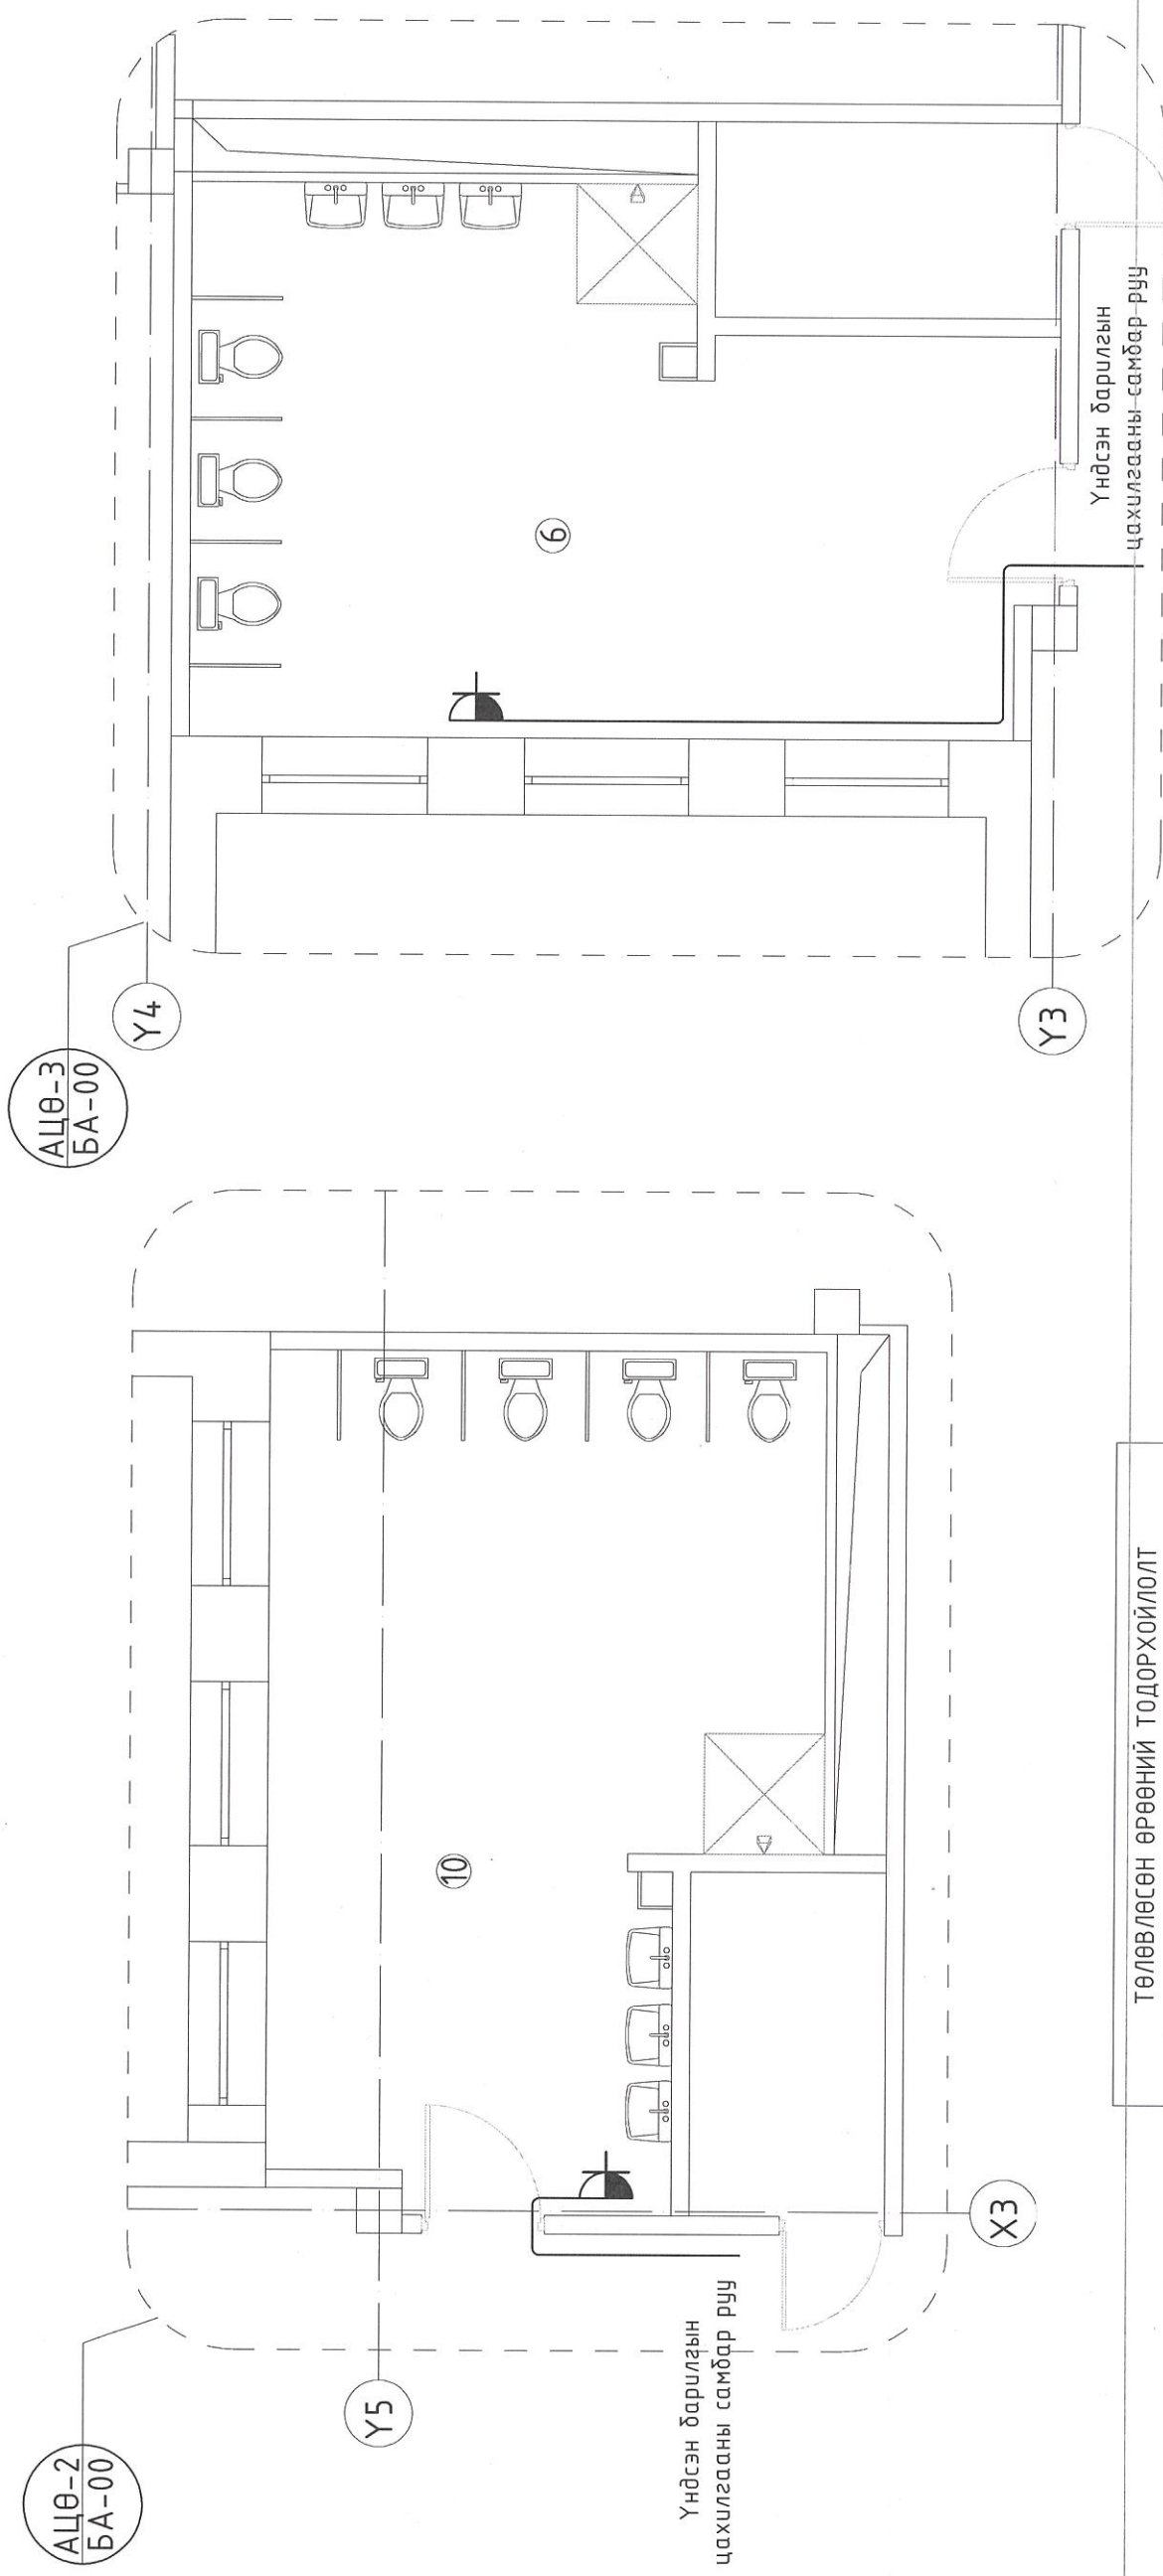 АЦӨ-2
БА-00
Y5
10
Үндсэн барилгын
цахилгааны самбар руу
X3
АЦӨ-3
БА-00
Y4
6
Y3
Үндсэн барилгын
цахилгааны самбар руу
ТӨЛӨВЛӨСӨН ӨРӨӨНИЙ ТОДОРХОЙЛОЛТ